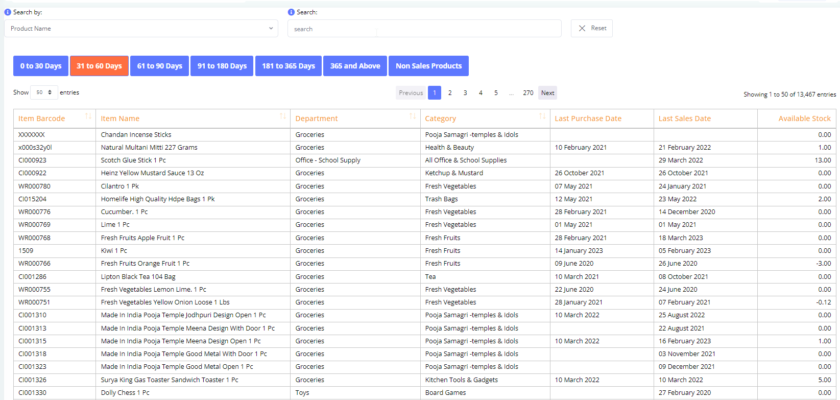 Search by: Search:
Product Name search Reset
0 to 30 Days 31 to 60 Days 61 to 90 Days 91 to 180 Days 181 to 365 Days 365 and Above Non Sales Products
Show 50 entries Previous 1 2 3 4 5 ... 270 Next Showing 1 to 50 of 13,467 entries
Item Barcode Item Name Department Category Last Purchase Date Last Sales Date Available Stock
XXXXXXX Chandan Incense Sticks Groceries Pooja Samagri -temples & Idols 0.00
x000s32y0l Natural Multani Mitti 227 Grams Groceries Health & Beauty 10 February 2021 21 February 2022 1.00
CI000923 Scotch Glue Stick 1 Pc Office - School Supply All Office & School Supplies 29 March 2022 13.00
CI000922 Heinz Yellow Mustard Sauce 13 Oz Groceries Ketchup & Mustard 26 October 2021 26 October 2021 0.00
WR000780 Cilantro 1 Pk Groceries Fresh Vegetables 07 May 2021 24 January 2021 0.00
CI015204 Homelife High Quality Hdpe Bags 1 Pk Groceries Trash Bags 12 May 2021 23 May 2022 2.00
WR000776 Cucumber. 1 Pc Groceries Fresh Vegetables 28 February 2021 14 December 2020 0.00
WR000769 Lime 1 Pc Groceries Fresh Vegetables 01 May 2021 01 May 2021 0.00
WR000768 Fresh Fruits Apple Fruit 1 Pc Groceries Fresh Fruits 28 February 2021 18 March 2023 0.00
1509 Kiwi 1 Pc Groceries Fresh Fruits 14 January 2023 05 February 2023 0.00
WR000766 Fresh Fruits Orange Fruit 1 Pc Groceries Fresh Fruits 09 June 2020 26 June 2020 -3.00
CI001286 Lipton Black Tea 104 Bag Groceries Tea 10 March 2021 08 October 2021 0.00
WR000755 Fresh Vegetables Lemon Lime. 1 Pc Groceries Fresh Vegetables 22 June 2020 24 June 2020 0.00
WR000751 Fresh Vegetables Yellow Onion Loose 1 Lbs Groceries Fresh Vegetables 28 January 2021 07 February 2021 -0.12
CI001310 Made In India Pooja Temple Jodhpuri Design Open 1 Pc Groceries Pooja Samagri -temples & Idols 10 March 2022 25 August 2022 0.00
CI001313 Made In India Pooja Temple Meena Design With Door 1 Pc Groceries Pooja Samagri -temples & Idols 22 August 2021 0.00
CI001315 Made In India Pooja Temple Meena Design Open 1 Pc Groceries Pooja Samagri -temples & Idols 10 March 2022 16 February 2023 1.00
CI001318 Made In India Pooja Temple Good Metal With Door 1 Pc Groceries Pooja Samagri -temples & Idols 03 November 2021 0.00
CI001323 Made In India Pooja Temple Good Metal Open 1 Pc Groceries Pooja Samagri -temples & Idols 09 December 2021 0.00
CI001326 Surya King Gas Toaster Sandwich Toaster 1 Pc Groceries Kitchen Tools & Gadgets 10 March 2022 10 March 2022 5.00
CI001330 Dolly Chess 1 Pc Toys Board Games 27 February 2020 0.00